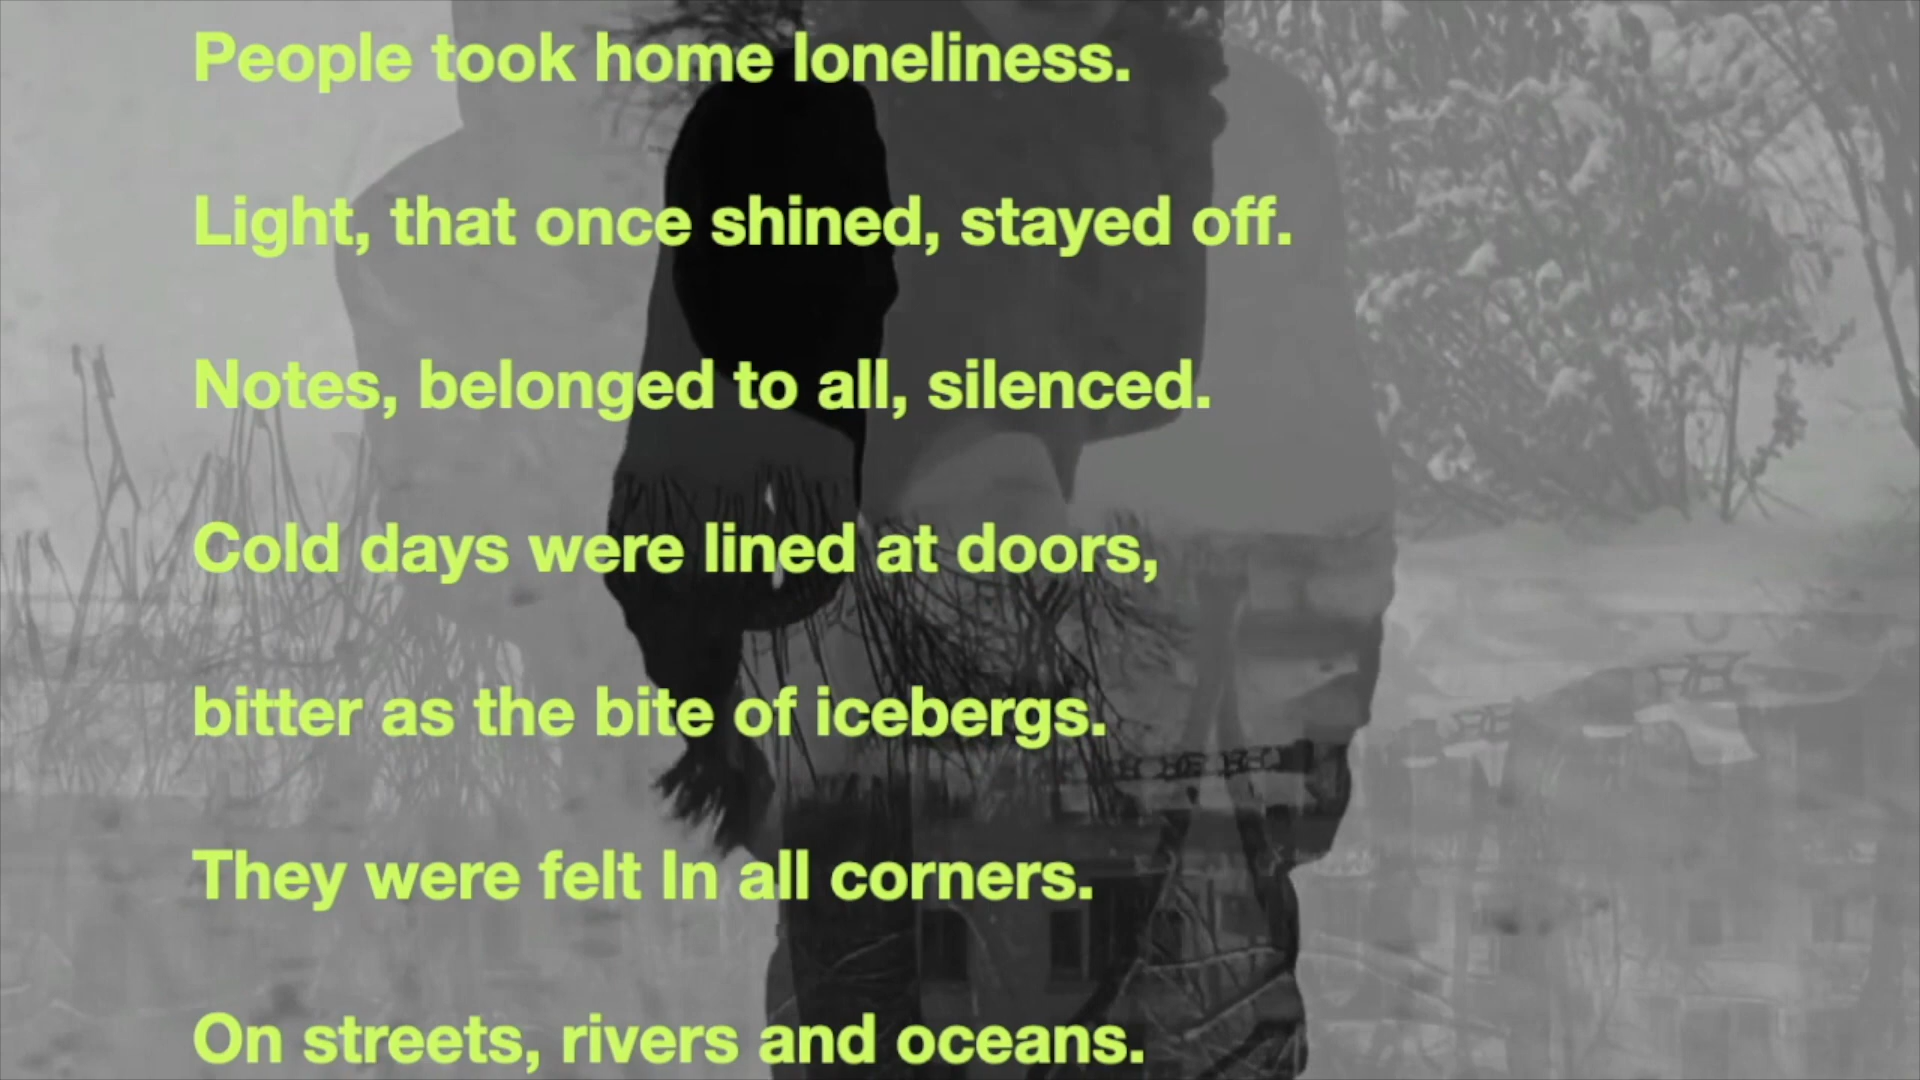 People took home loneliness.
Light, that once shined, stayed off.
Notes, belonged to all, silenced.
Cold days were lined at doors,
bitter as the bite of icebergs.
They were felt In all corners.
On streets, rivers and oceans.